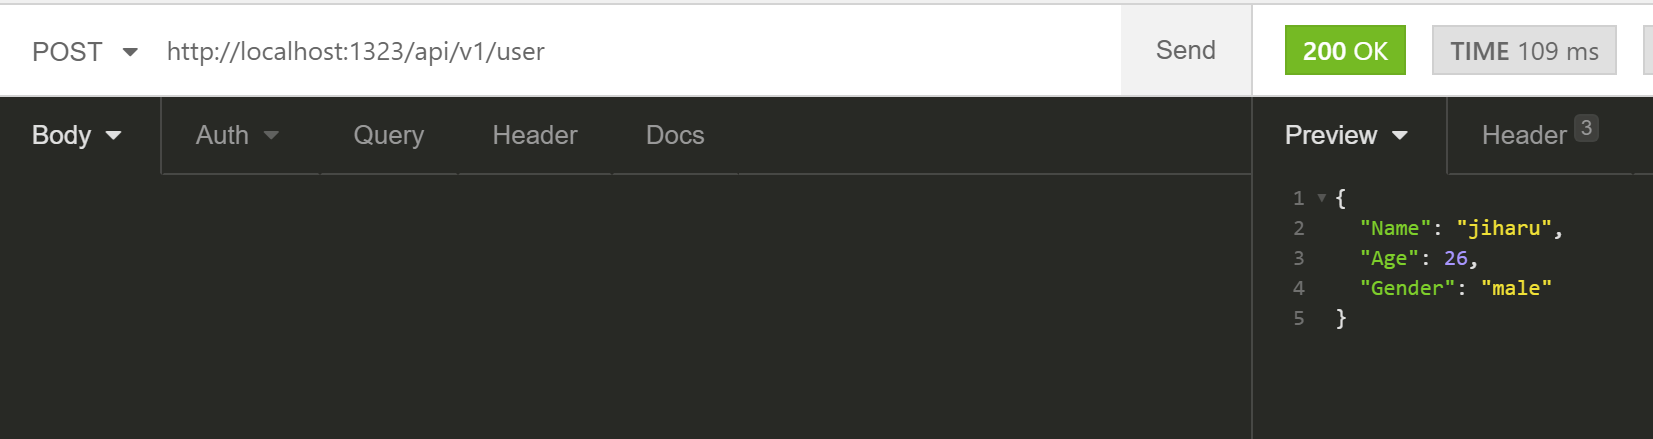 POST http://localhost:1323/api/v1/user Send 200 OK TIME 109 ms
Body Auth Query Header Docs Preview Header 3
1 {
2 "Name": "jiharu",
3 "Age": 26,
4 "Gender": "male"
5 }